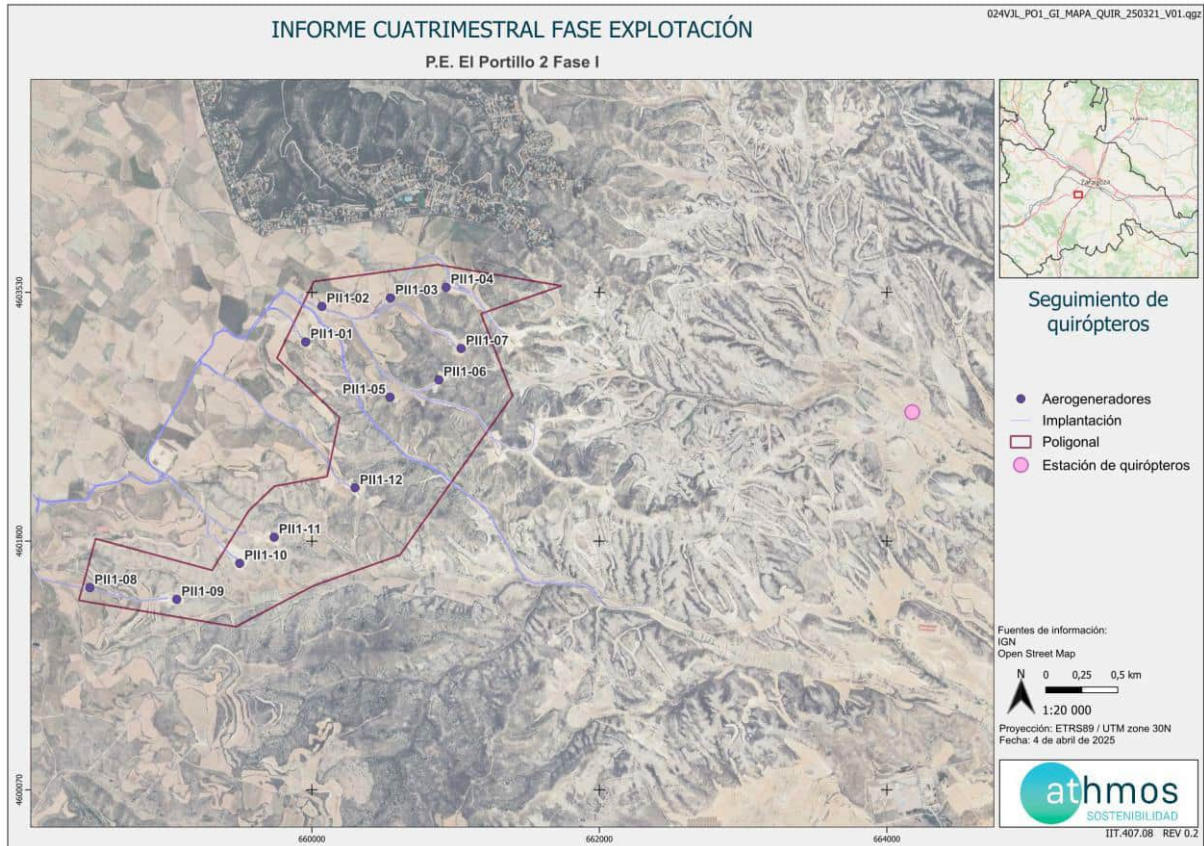 024VJL_PO1_GI_MAPA_QUIR_250321_V01.qgz
INFORME CUATRIMESTRAL FASE EXPLOTACIÓN
P.E. El Portillo 2 Fase I
PII1-04
PII1-03
PII1-02
PII1-01
PII1-07
PII1-06
PII1-05
PII1-12
PII1-11
PII1-10
PII1-08
PII1-09
4603530
4601800
4600070
660000
662000
664000
Huesca
Zaragoza
Seguimiento de
quirópteros
Aerogeneradores
Implantación
Poligonal
Estación de quirópteros
Fuentes de información:
IGN
Open Street Map
N
0 0,25 0,5 km
1:20 000
Proyección: ETRS89 / UTM zone 30N
Fecha: 4 de abril de 2025
athmos
SOSTENIBILIDAD
IIT.407.08 REV 0.2